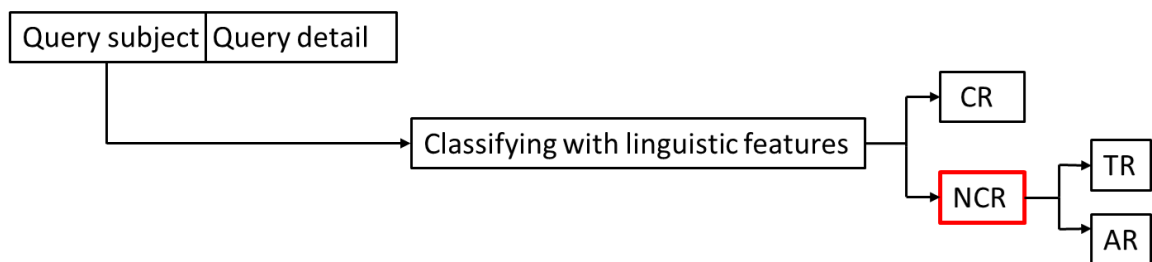 Query subject Query detail
CR
Classifying with linguistic features
TR
NCR
AR